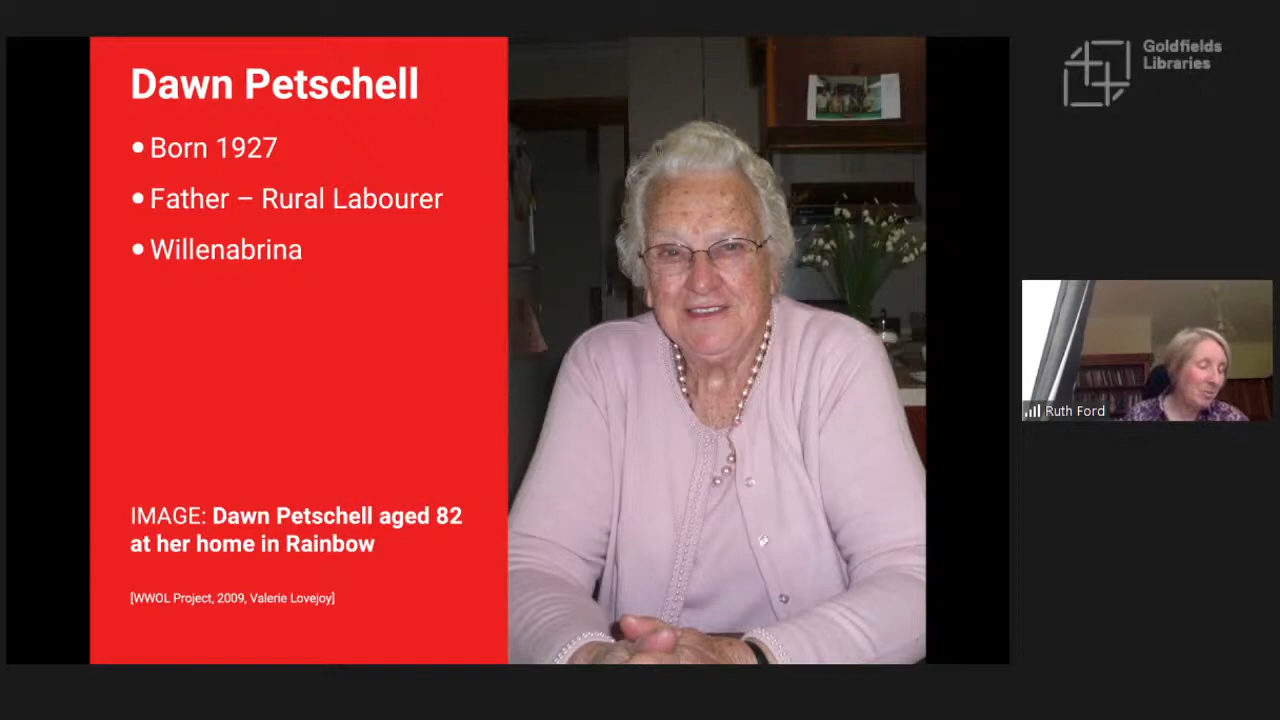 Dawn Petschell
• Born 1927
• Father – Rural Labourer
• Willenabrina
IMAGE: Dawn Petschell aged 82
at her home in Rainbow
[WWOL Project, 2009, Valerie Lovejoy]
Goldfields
Libraries
Ruth Ford